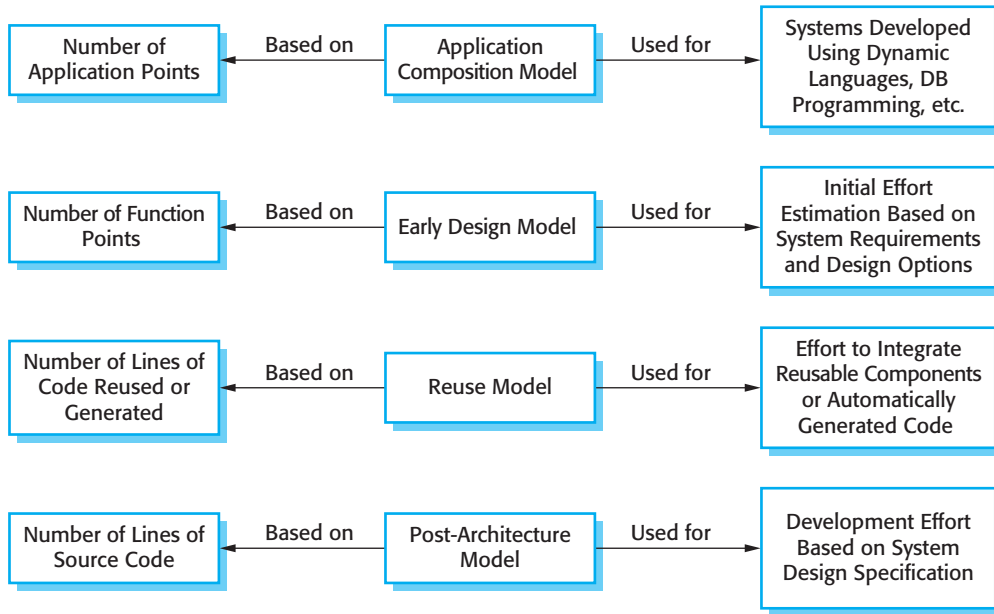 Number of
Application Points
Based on
Application
Composition Model
Used for
Systems Developed
Using Dynamic
Languages, DB
Programming, etc.
Number of Function
Points
Based on
Early Design Model
Used for
Initial Effort
Estimation Based on
System Requirements
and Design Options
Number of Lines of
Code Reused or
Generated
Based on
Reuse Model
Used for
Effort to Integrate
Reusable Components
or Automatically
Generated Code
Number of Lines of
Source Code
Based on
Post-Architecture
Model
Used for
Development Effort
Based on System
Design Specification